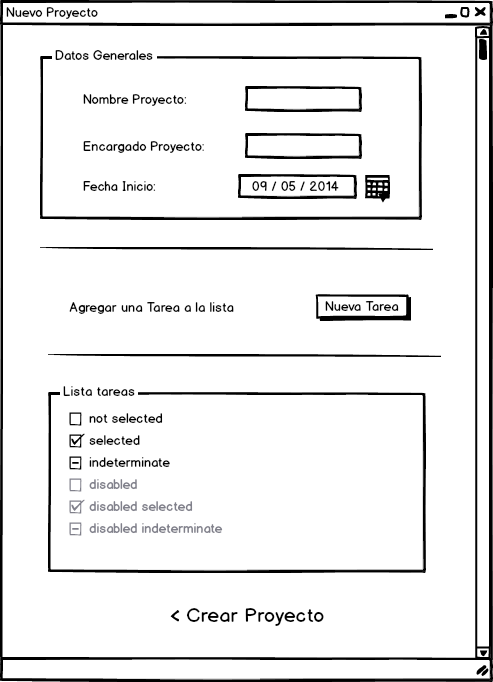 Nuevo Proyecto
Datos Generales
Nombre Proyecto:
Encargado Proyecto:
Fecha Inicio: 09 / 05 / 2014
Agregar una Tarea a la lista Nueva Tarea
Lista tareas
not selected
selected
indeterminate
disabled
disabled selected
disabled indeterminate
< Crear Proyecto